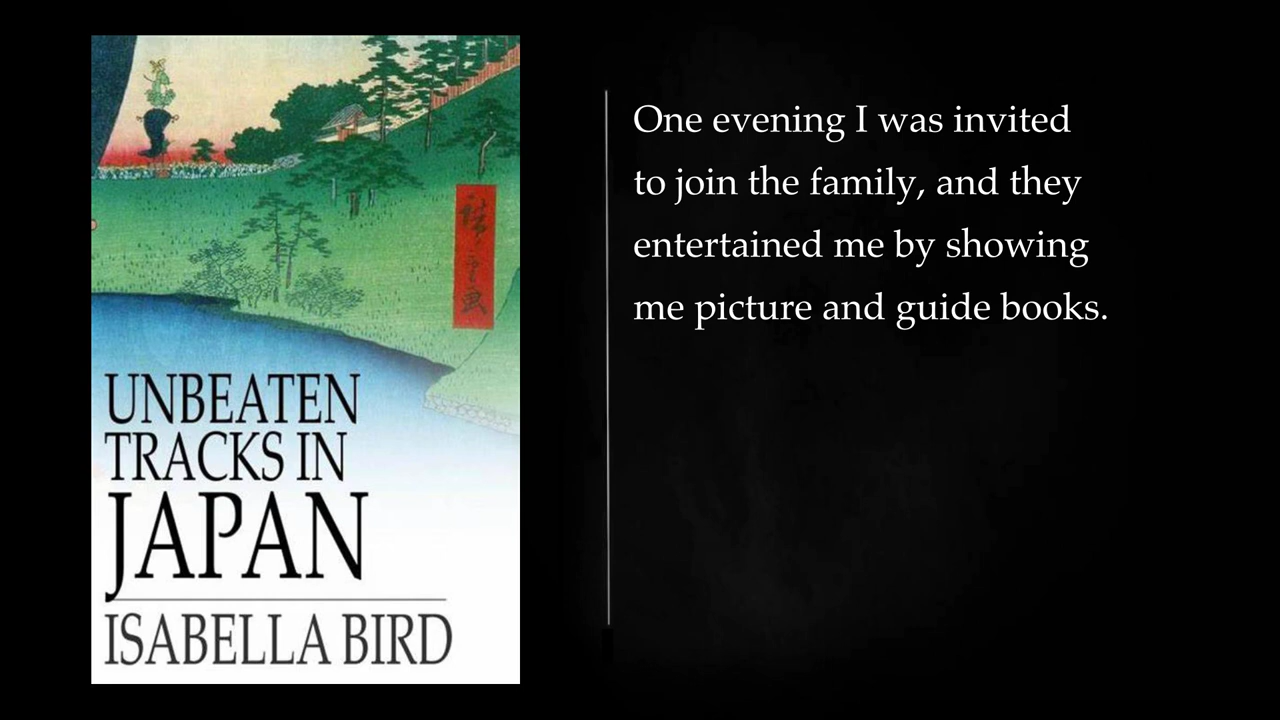 UNBEATEN
TRACKS IN
JAPAN
ISABELLA BIRD
One evening I was invited
to join the family, and they
entertained me by showing
me picture and guide books.